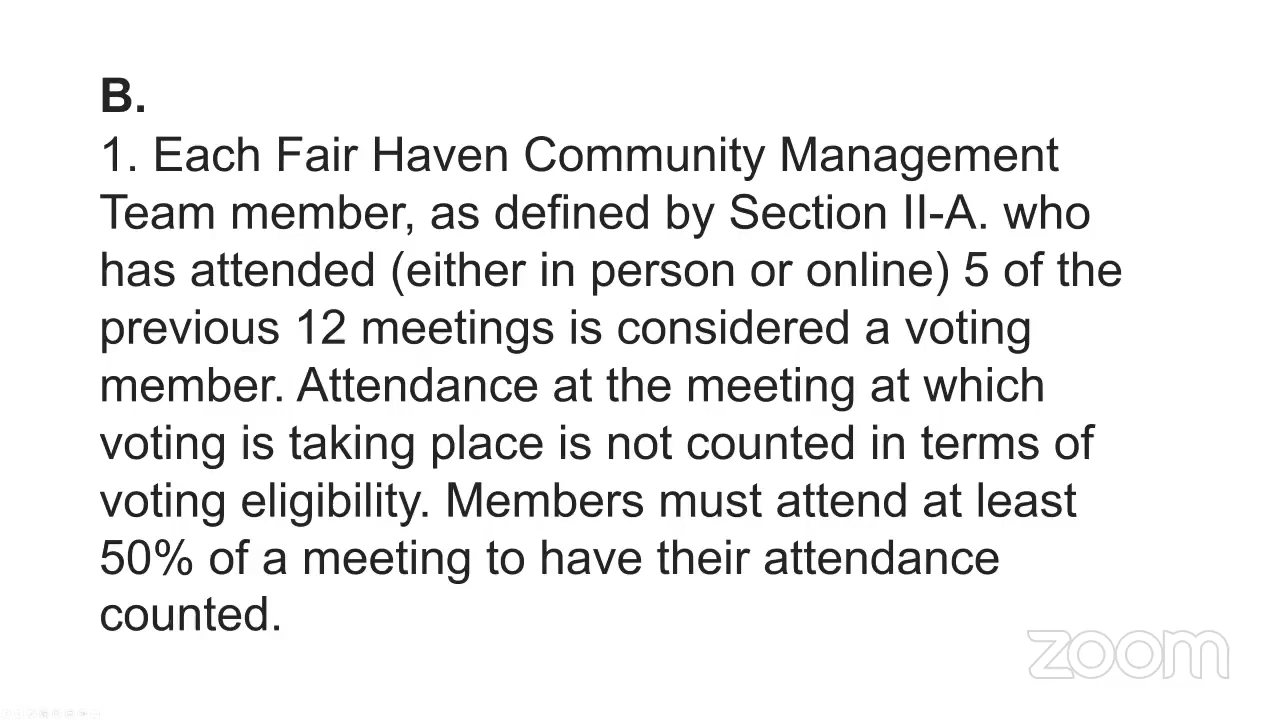 B.
1. Each Fair Haven Community Management
Team member, as defined by Section II-A. who
has attended (either in person or online) 5 of the
previous 12 meetings is considered a voting
member. Attendance at the meeting at which
voting is taking place is not counted in terms of
voting eligibility. Members must attend at least
50% of a meeting to have their attendance
counted.
zoom